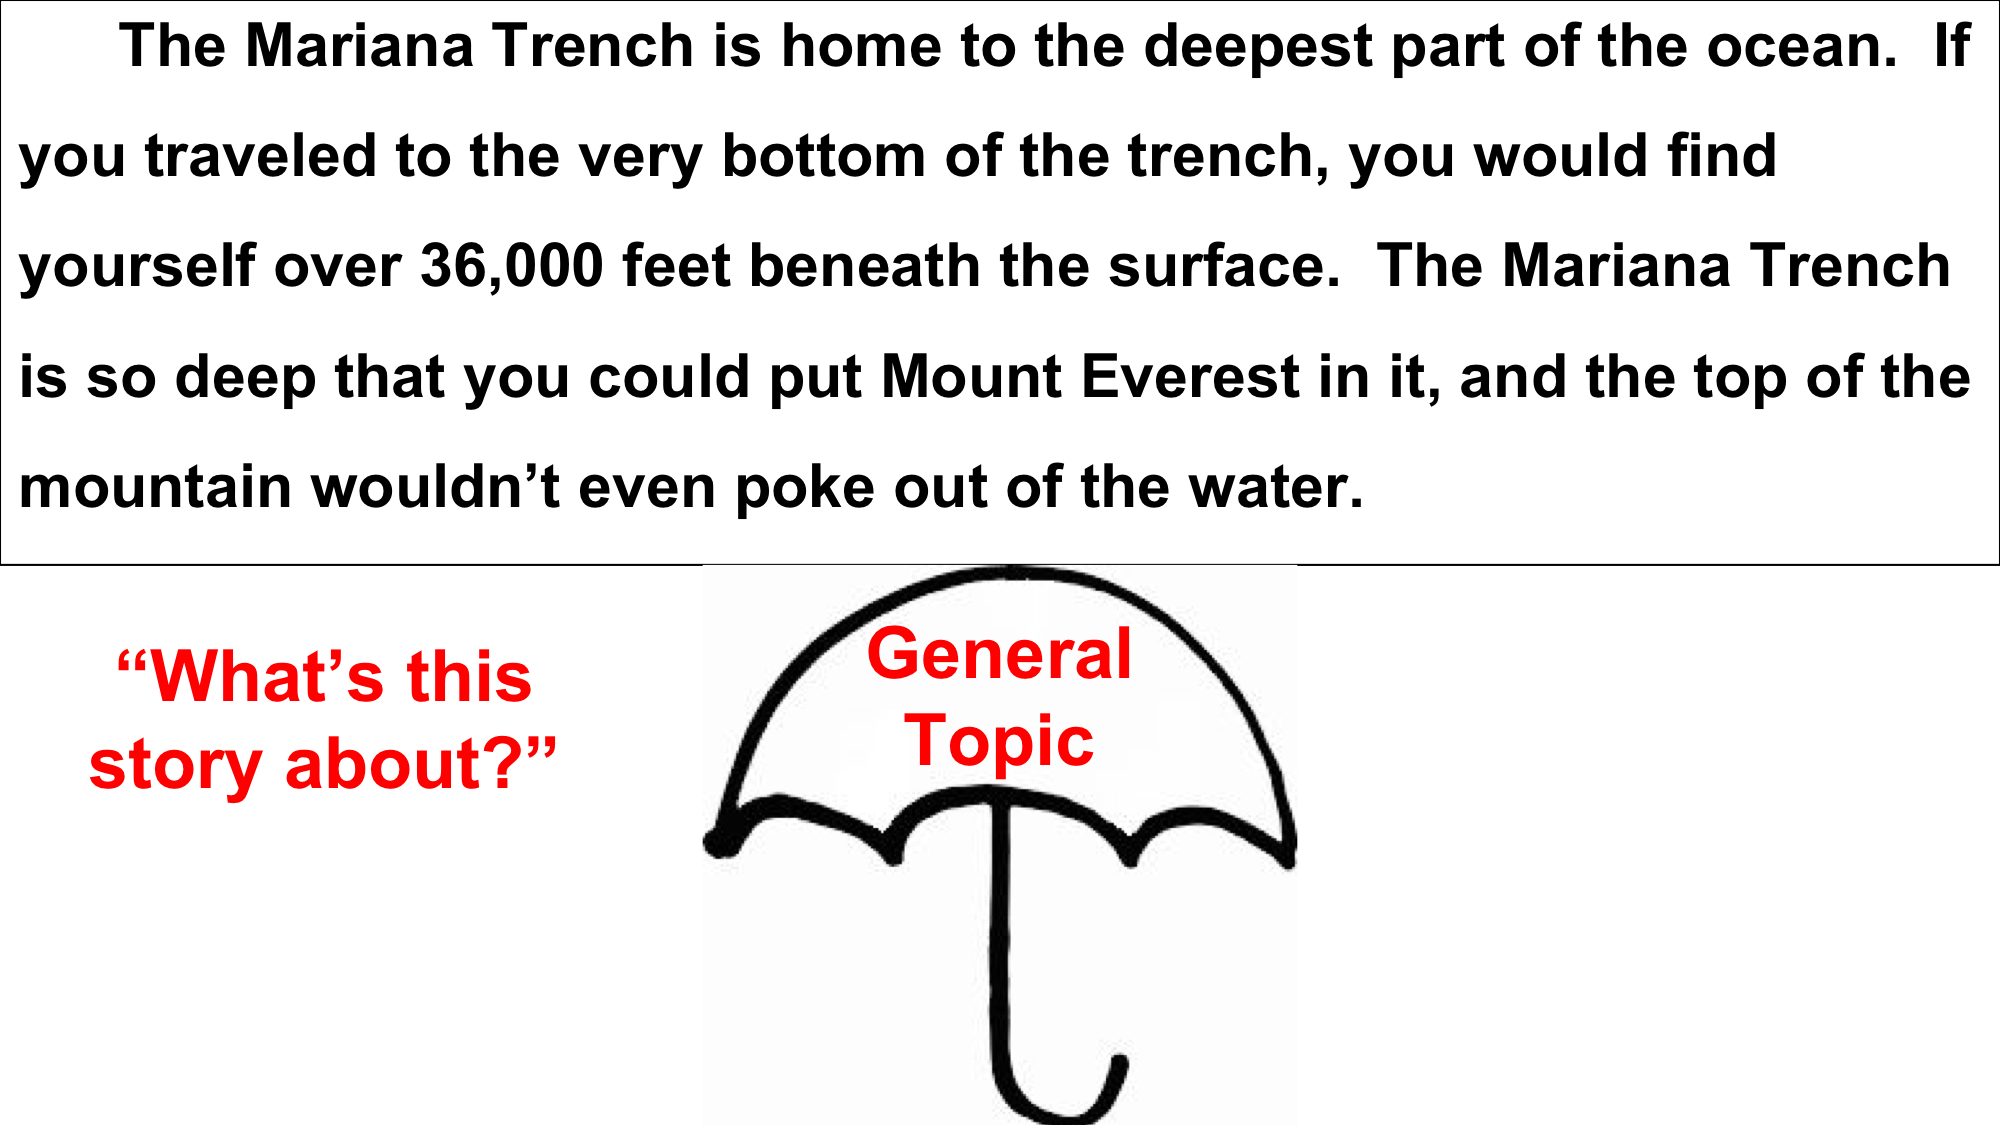 The Mariana Trench is home to the deepest part of the ocean.  If
you traveled to the very bottom of the trench, you would find
yourself over 36,000 feet beneath the surface.  The Mariana Trench
is so deep that you could put Mount Everest in it, and the top of the
mountain wouldn’t even poke out of the water.
“What’s this
story about?”
General
Topic